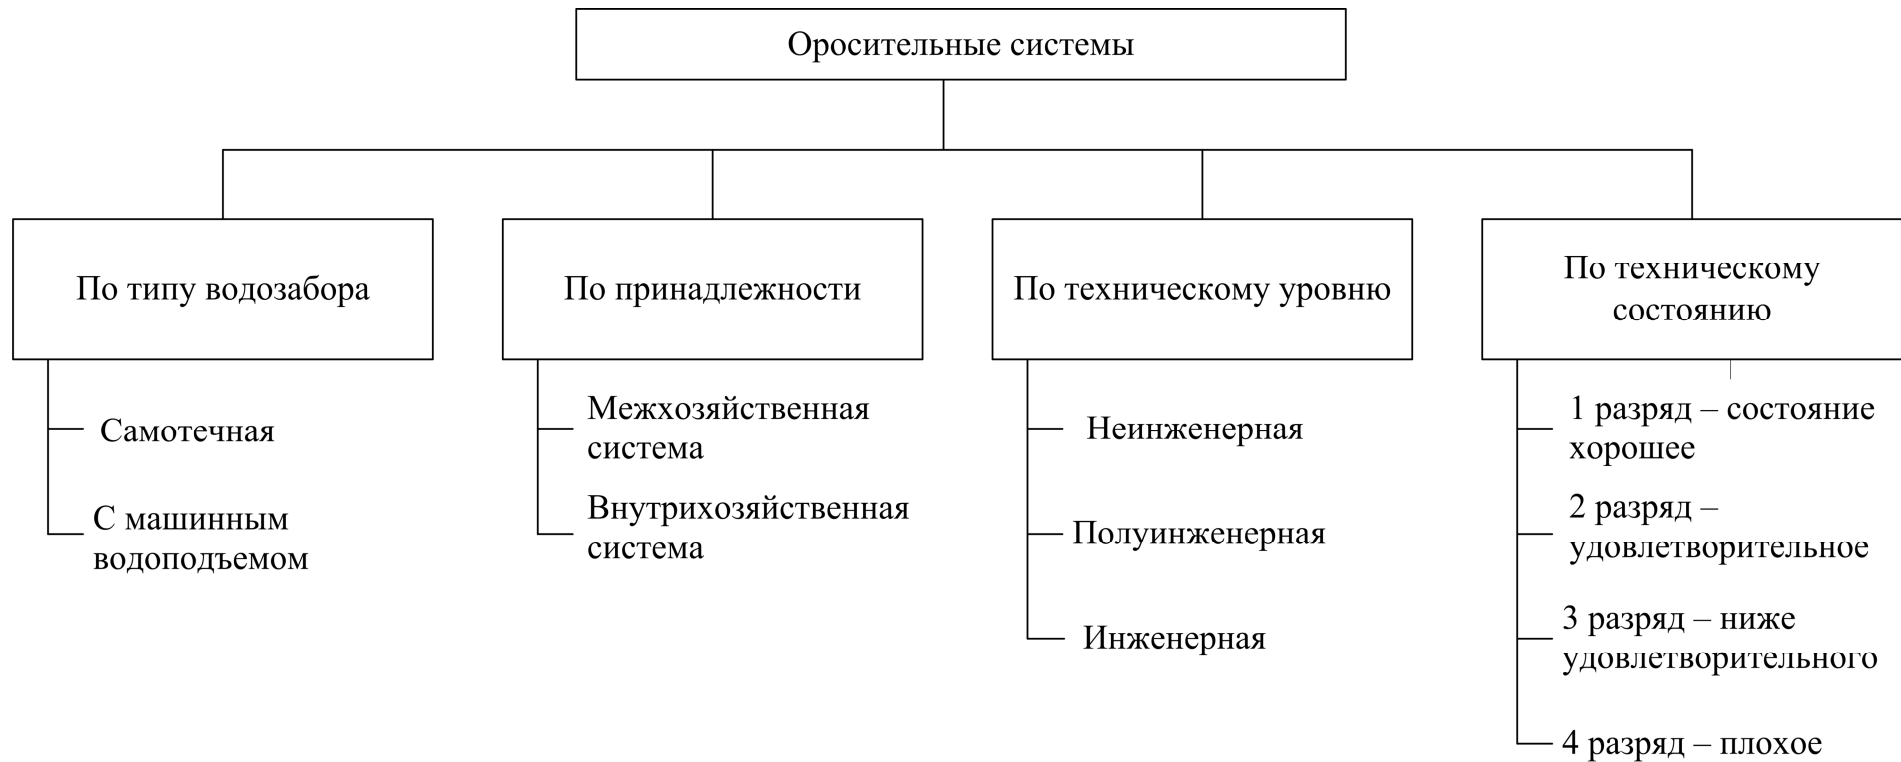 Оросительные системы
По типу водозабора
Самотечная
С машинным
водоподъемом
По принадлежности
Межхозяйственная
система
Внутрихозяйственная
система
По техническому уровню
Неинженерная
Полуинженерная
Инженерная
По техническому
состоянию
1 разряд – состояние
хорошее
2 разряд –
удовлетворительное
3 разряд – ниже
удовлетворительного
4 разряд – плохое